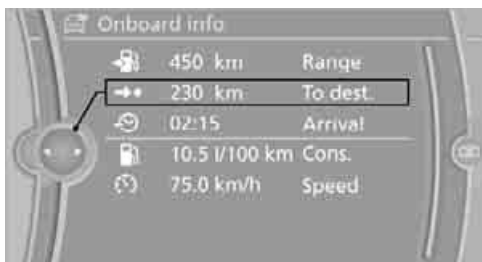 Onboard info
450 km Range
230 km To dest.
02:15 Arrival
10.5 l/100 km Cons.
75.0 km/h Speed